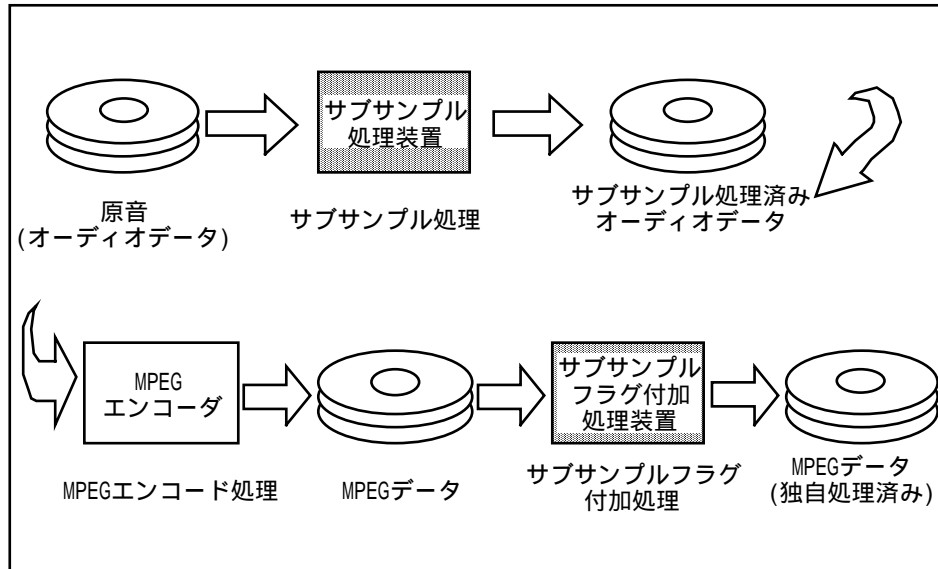 サブサンプル
処理装置
原音
(オーディオデータ)
サブサンプル処理
サブサンプル処理済み
オーディオデータ
MPEG
エンコーダ
サブサンプル
フラグ付加
処理装置
MPEGエンコード処理
MPEGデータ
サブサンプルフラグ
付加処理
MPEGデータ
(独自処理済み)